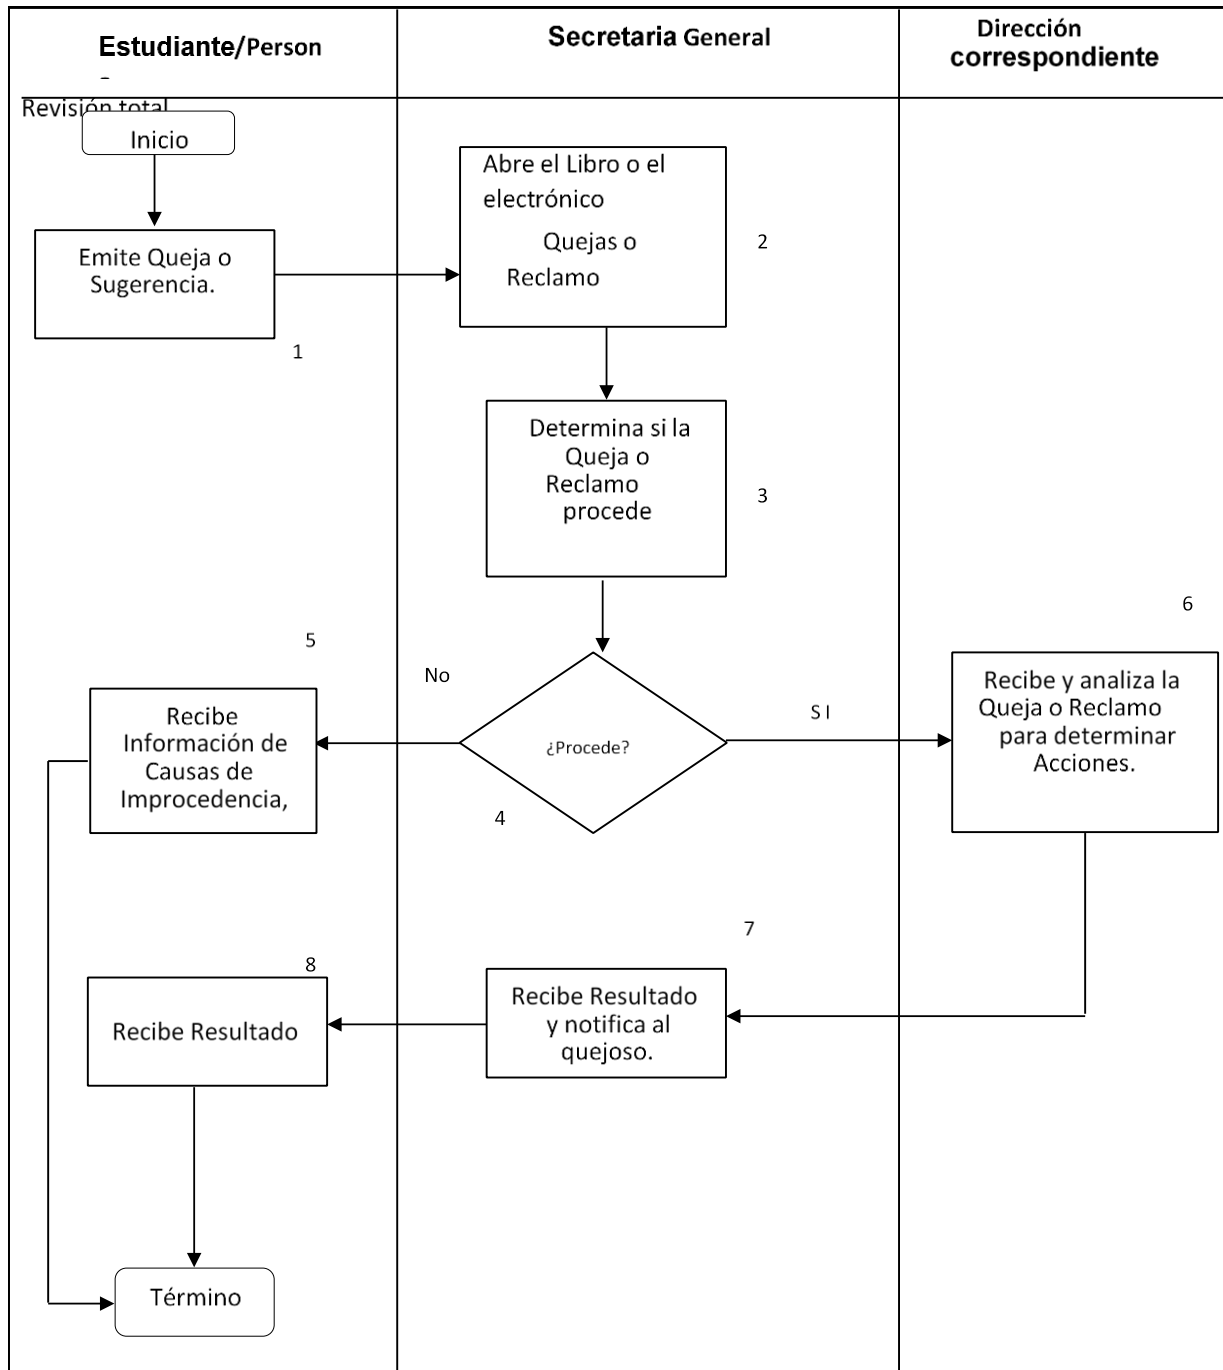 Estudiante/Person
Secretaria General
Dirección
correspondiente
Revisión total
Inicio
Emite Queja o
Sugerencia.
1
Abre el Libro o el
electrónico
Quejas o
Reclamo
2
Determina si la
Queja o
Reclamo
procede
3
¿Procede?
4
No
SI
5
Recibe
Información de
Causas de
Improcedencia,
6
Recibe y analiza la
Queja o Reclamo
para determinar
Acciones.
7
Recibe Resultado
y notifica al
quejoso.
8
Recibe Resultado
Término